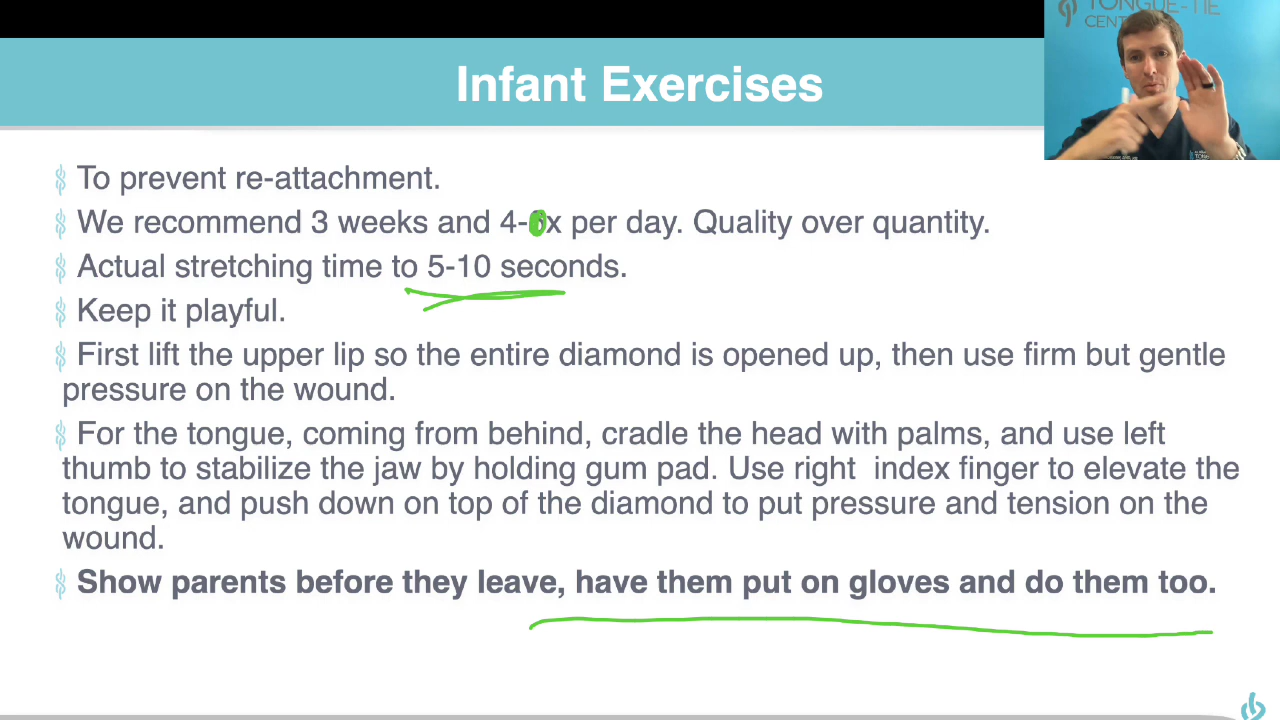 TONGUE-TIE
Infant Exercises
To prevent re-attachment.
We recommend 3 weeks and 4-6x per day. Quality over quantity.
Actual stretching time to 5-10 seconds.
Keep it playful.
First lift the upper lip so the entire diamond is opened up, then use firm but gentle
pressure on the wound.
For the tongue, coming from behind, cradle the head with palms, and use left
thumb to stabilize the jaw by holding gum pad. Use right index finger to elevate the
tongue, and push down on top of the diamond to put pressure and tension on the
wound.
Show parents before they leave, have them put on gloves and do them too.